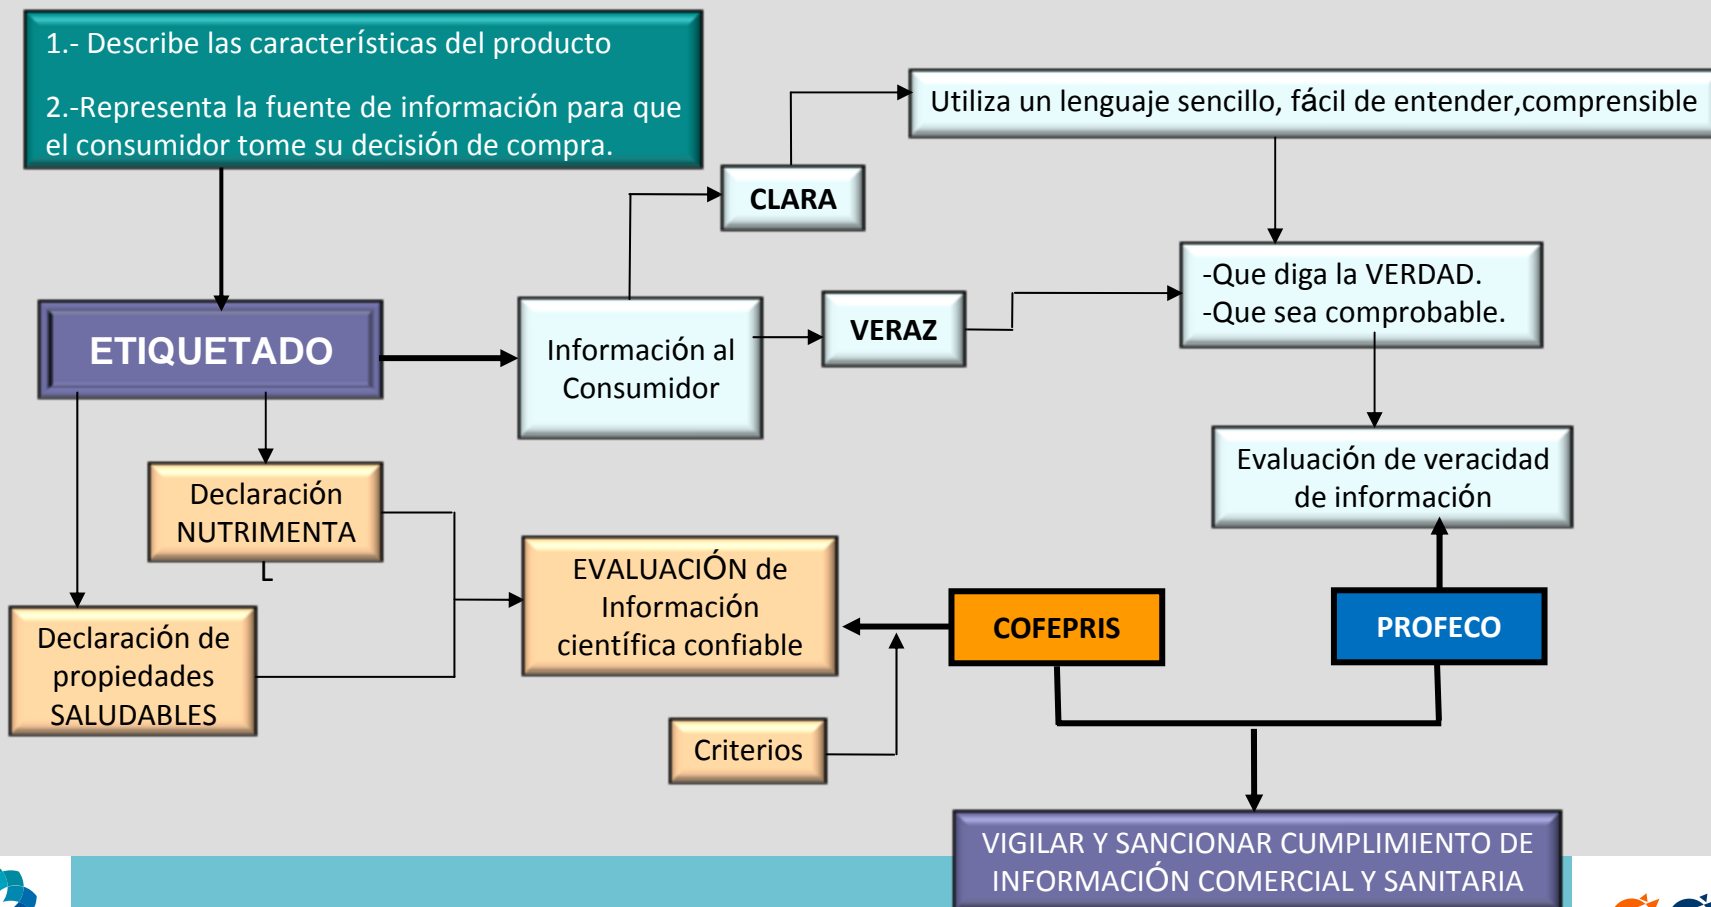 1.- Describe las características del producto
2.-Representa la fuente de información para que
el consumidor tome su decisión de compra.
Utiliza un lenguaje sencillo, fácil de entender,comprensible
CLARA
-Que diga la VERDAD.
-Que sea comprobable.
ETIQUETADO
Información al
Consumidor
VERAZ
Evaluación de veracidad
de información
Declaración
NUTRIMENTA
L
EVALUACIÓN de
Información
científica confiable
COFEPRIS
PROFECO
Declaración de
propiedades
SALUDABLES
Criterios
VIGILAR Y SANCIONAR CUMPLIMIENTO DE
INFORMACIÓN COMERCIAL Y SANITARIA